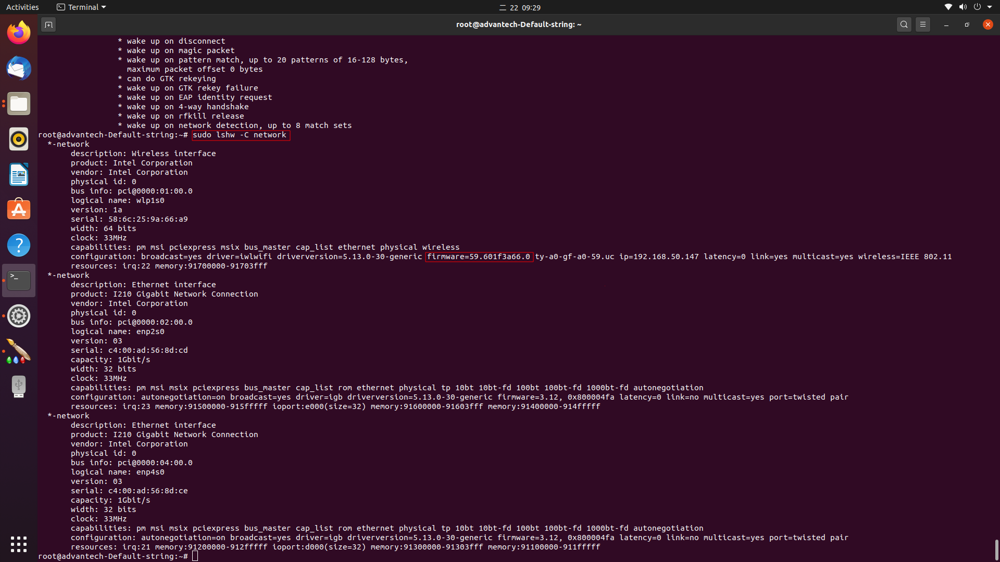 Activities
Terminal
二 22 09:29
root@advantech-Default-string: ~
* wake up on disconnect
* wake up on magic packet
* wake up on pattern match, up to 20 patterns of 16-128 bytes,
maximum packet offset 0 bytes
* can do GTK rekeying
* wake up on GTK rekey failure
* wake up on EAP identity request
* wake up on 4-way handshake
* wake up on rfkill release
* wake up on network detection, up to 8 match sets
root@advantech-Default-string:~# sudo lshw -C network
*-network
description: Wireless interface
product: Intel Corporation
vendor: Intel Corporation
physical id: 0
bus info: pci@0000:01:00.0
logical name: wlp1s0
version: 1a
serial: 58:6c:25:9a:66:a9
width: 64 bits
clock: 33MHz
capabilities: pm msi pciexpress msix bus_master cap_list ethernet physical wireless
configuration: broadcast=yes driver=iwlwifi driverversion=5.13.0-30-generic firmware=59.601f3a66.0 ty-a0-gf-a0-59.uc ip=192.168.50.147 latency=0 link=yes multicast=yes wireless=IEEE 802.11
resources: irq:22 memory:91700000-91703fff
*-network
description: Ethernet interface
product: I210 Gigabit Network Connection
vendor: Intel Corporation
physical id: 0
bus info: pci@0000:02:00.0
logical name: enp2s0
version: 03
serial: c4:00:ad:56:8d:cd
capacity: 1Gbit/s
width: 32 bits
clock: 33MHz
capabilities: pm msi msix pciexpress bus_master cap_list rom ethernet physical tp 10bt 10bt-fd 100bt 100bt-fd 1000bt-fd autonegotiation
configuration: autonegotiation=on broadcast=yes driver=igb driverversion=5.13.0-30-generic firmware=3.12, 0x800004fa latency=0 link=no multicast=yes port=twisted pair
resources: irq:23 memory:91500000-915fffff ioport:e000(size=32) memory:91600000-91603fff memory:91400000-914fffff
*-network
description: Ethernet interface
product: I210 Gigabit Network Connection
vendor: Intel Corporation
physical id: 0
bus info: pci@0000:04:00.0
logical name: enp4s0
version: 03
serial: c4:00:ad:56:8d:ce
capacity: 1Gbit/s
width: 32 bits
clock: 33MHz
capabilities: pm msi msix pciexpress bus_master cap_list rom ethernet physical tp 10bt 10bt-fd 100bt 100bt-fd 1000bt-fd autonegotiation
configuration: autonegotiation=on broadcast=yes driver=igb driverversion=5.13.0-30-generic firmware=3.12, 0x800004fa latency=0 link=no multicast=yes port=twisted pair
resources: irq:21 memory:91200000-912fffff ioport:d000(size=32) memory:91300000-91303fff memory:91100000-911fffff
root@advantech-Default-string:~#